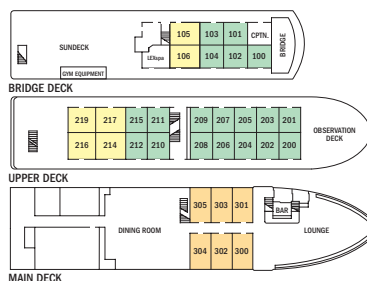 105 103 101 CPTN.
SUNDECK
LEXspa
BRIDGE
106 104 102 100
GYM EQUIPMENT
BRIDGE DECK
219 217 215 211 209 207 205 203 201
OBSERVATION
DECK
216 214 212 210 208 206 204 202 200
UPPER DECK
305 303 301
BAR
DINING ROOM
LOUNGE
304 302 300
MAIN DECK